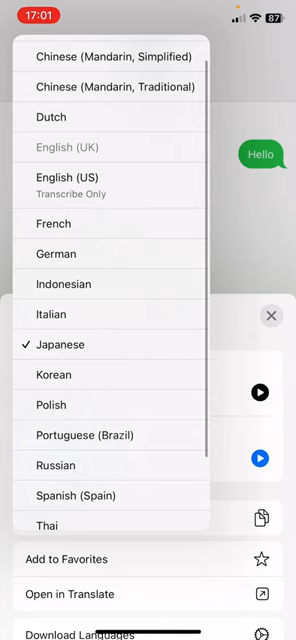 17:01
87
Chinese (Mandarin, Simplified)
Chinese (Mandarin, Traditional)
Dutch
English (UK)
Hello
English (US)
Transcribe Only
French
German
Indonesian
Italian
Japanese
Korean
Polish
Portuguese (Brazil)
Russian
Spanish (Spain)
Thai
Add to Favorites
Open in Translate
Download Languages